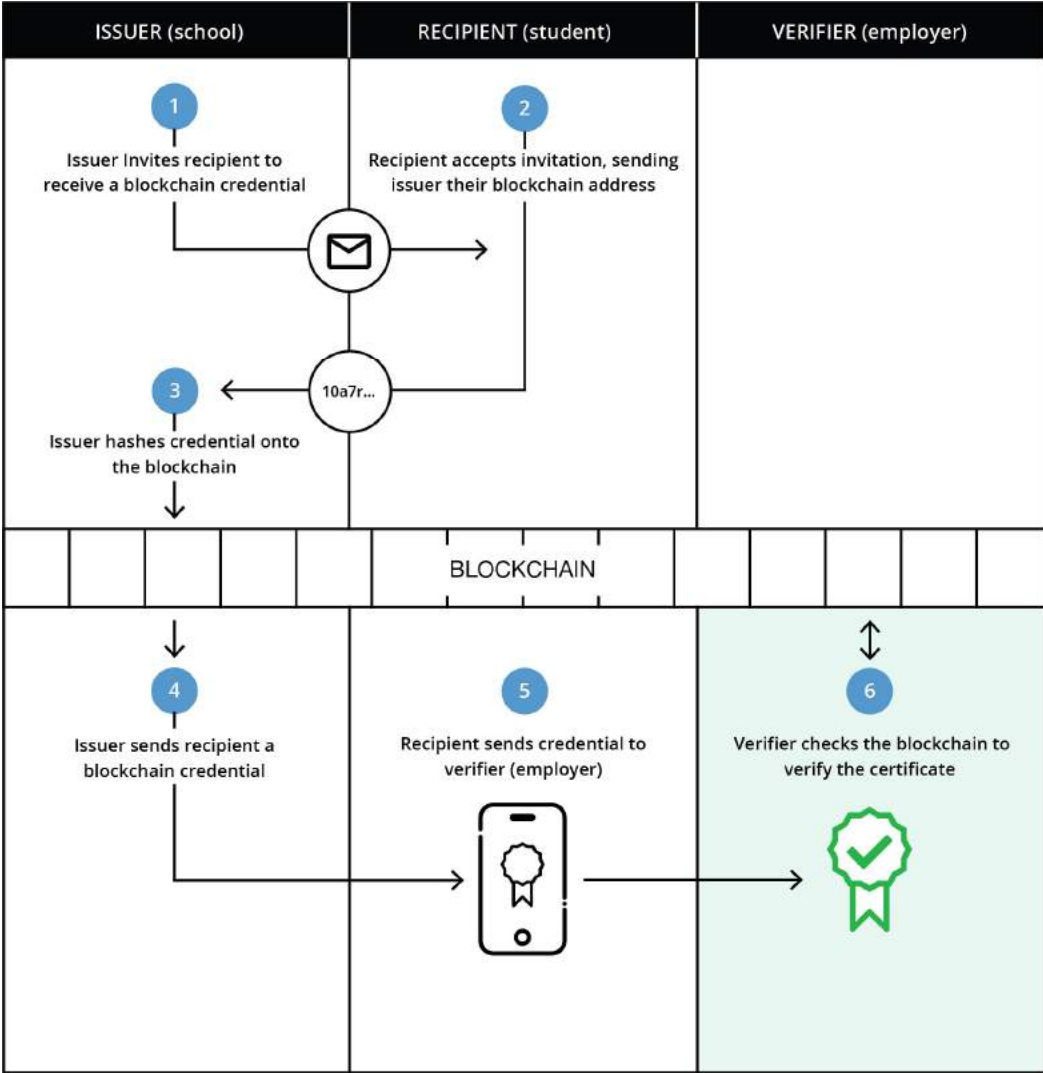 ISSUER (school)
RECIPIENT (student)
VERIFIER (employer)
1
Issuer Invites recipient to
receive a blockchain credential
2
Recipient accepts invitation, sending
issuer their blockchain address
10a7r...
3
Issuer hashes credential onto
the blockchain
BLOCKCHAIN
4
Issuer sends recipient a
blockchain credential
5
Recipient sends credential to
verifier (employer)
6
Verifier checks the blockchain to
verify the certificate